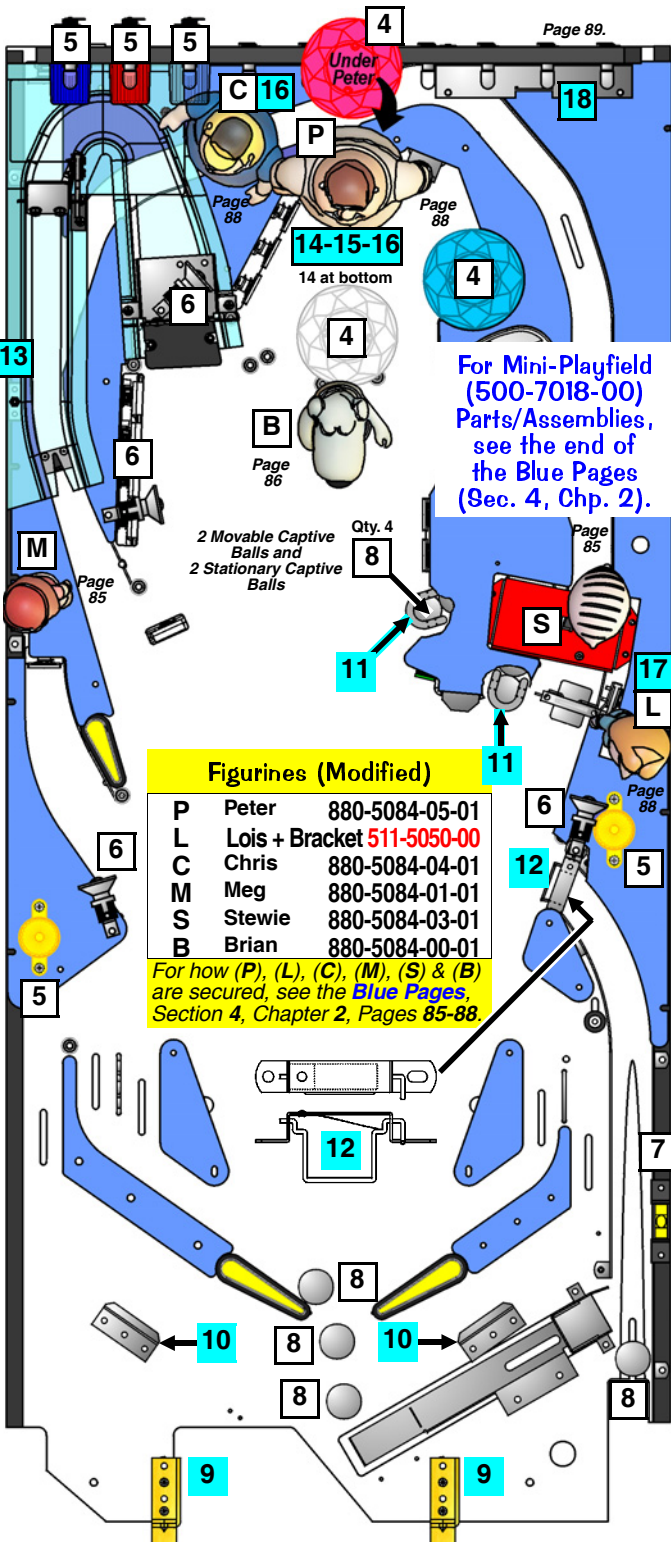 5
5
5
4
Page 89.
Under
Peter
C 16
18
P
Page
88
Page
88
14-15-16
14 at bottom
4
4
6
13
For Mini-Playfield
(500-7018-00)
Parts/Assemblies,
see the end of
the Blue Pages
(Sec. 4, Chp. 2).
B
Page
86
6
Qty. 4
2 Movable Captive
Balls and
2 Stationary Captive
Balls
8
Page
85
M
Page
85
S
11
17
L
11
Page
88
Figurines (Modified)
P Peter 880-5084-05-01
L Lois + Bracket 511-5050-00
C Chris 880-5084-04-01
M Meg 880-5084-01-01
S Stewie 880-5084-03-01
B Brian 880-5084-00-01
For how (P), (L), (C), (M), (S) & (B)
are secured, see the Blue Pages,
Section 4, Chapter 2, Pages 85-88.
6
6
12
5
5
12
7
8
10
8
10
8
8
9
9